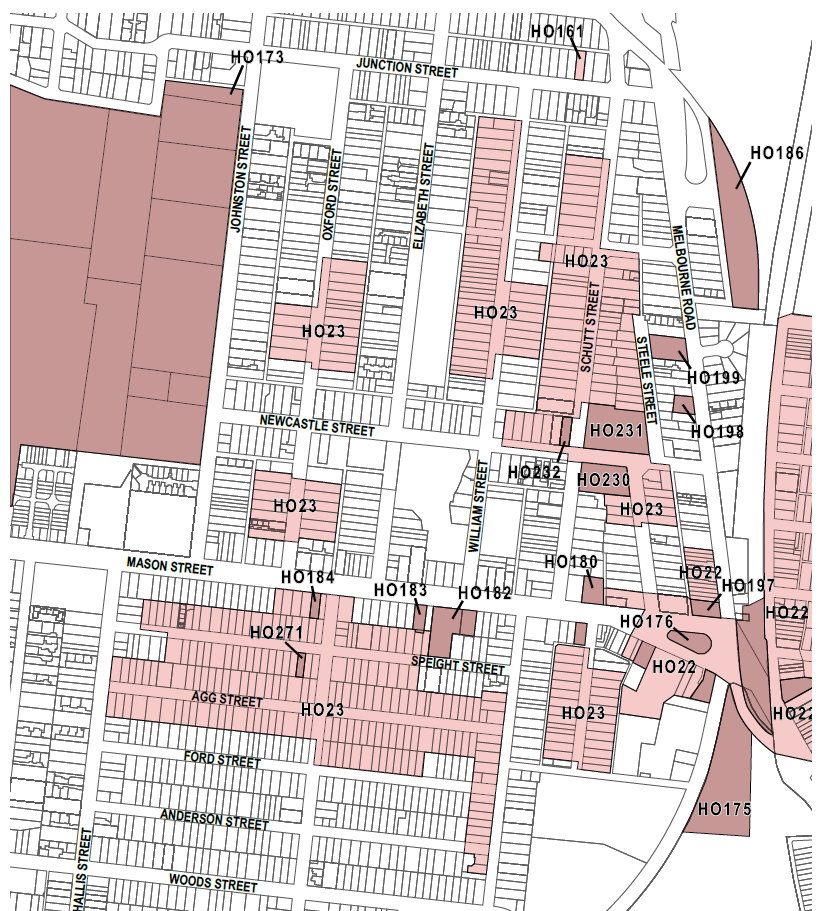 HO161
HO173
JUNCTION STREET
HO186
JOHNSTON STREET
OXFORD STREET
ELIZABETH STREET
MELBOURNE ROAD
HO23
HO23
HO23
SCHUTT STREET
STEELE STREET
HO199
NEWCASTLE STREET
HO231
HO198
HO232
WILLIAM STREET
HO230
HO23
HO23
MASON STREET
HO184
HO183
HO182
HO180
HO22
HO197
HO22
HO176
HO271
SPEIGHT STREET
HO22
AGG STREET
HO23
HO23
HO22
FORD STREET
HO175
ANDERSON STREET
HALLIS STREET
WOODS STREET